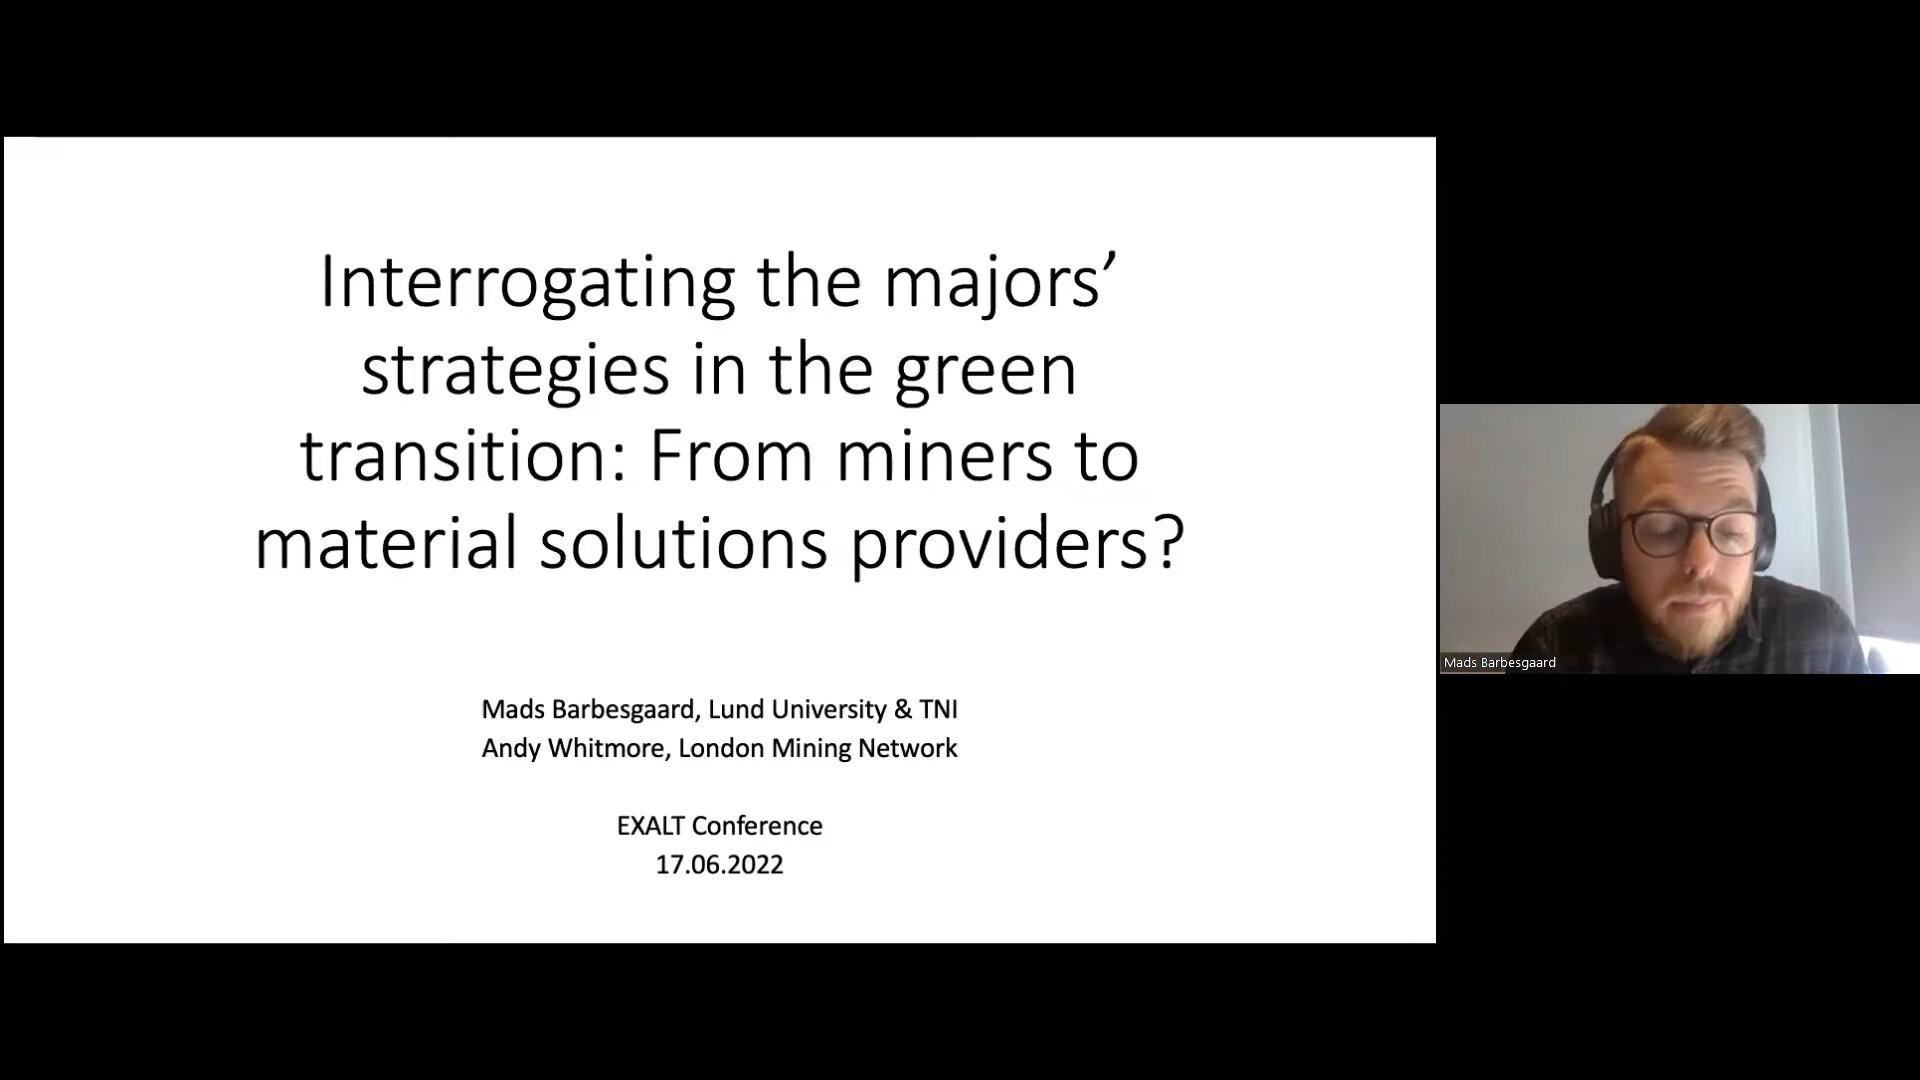 Interrogating the majors’
strategies in the green
transition: From miners to
material solutions providers?
Mads Barbesgaard, Lund University & TNI
Andy Whitmore, London Mining Network
EXALT Conference
17.06.2022
Mads Barbesgaard